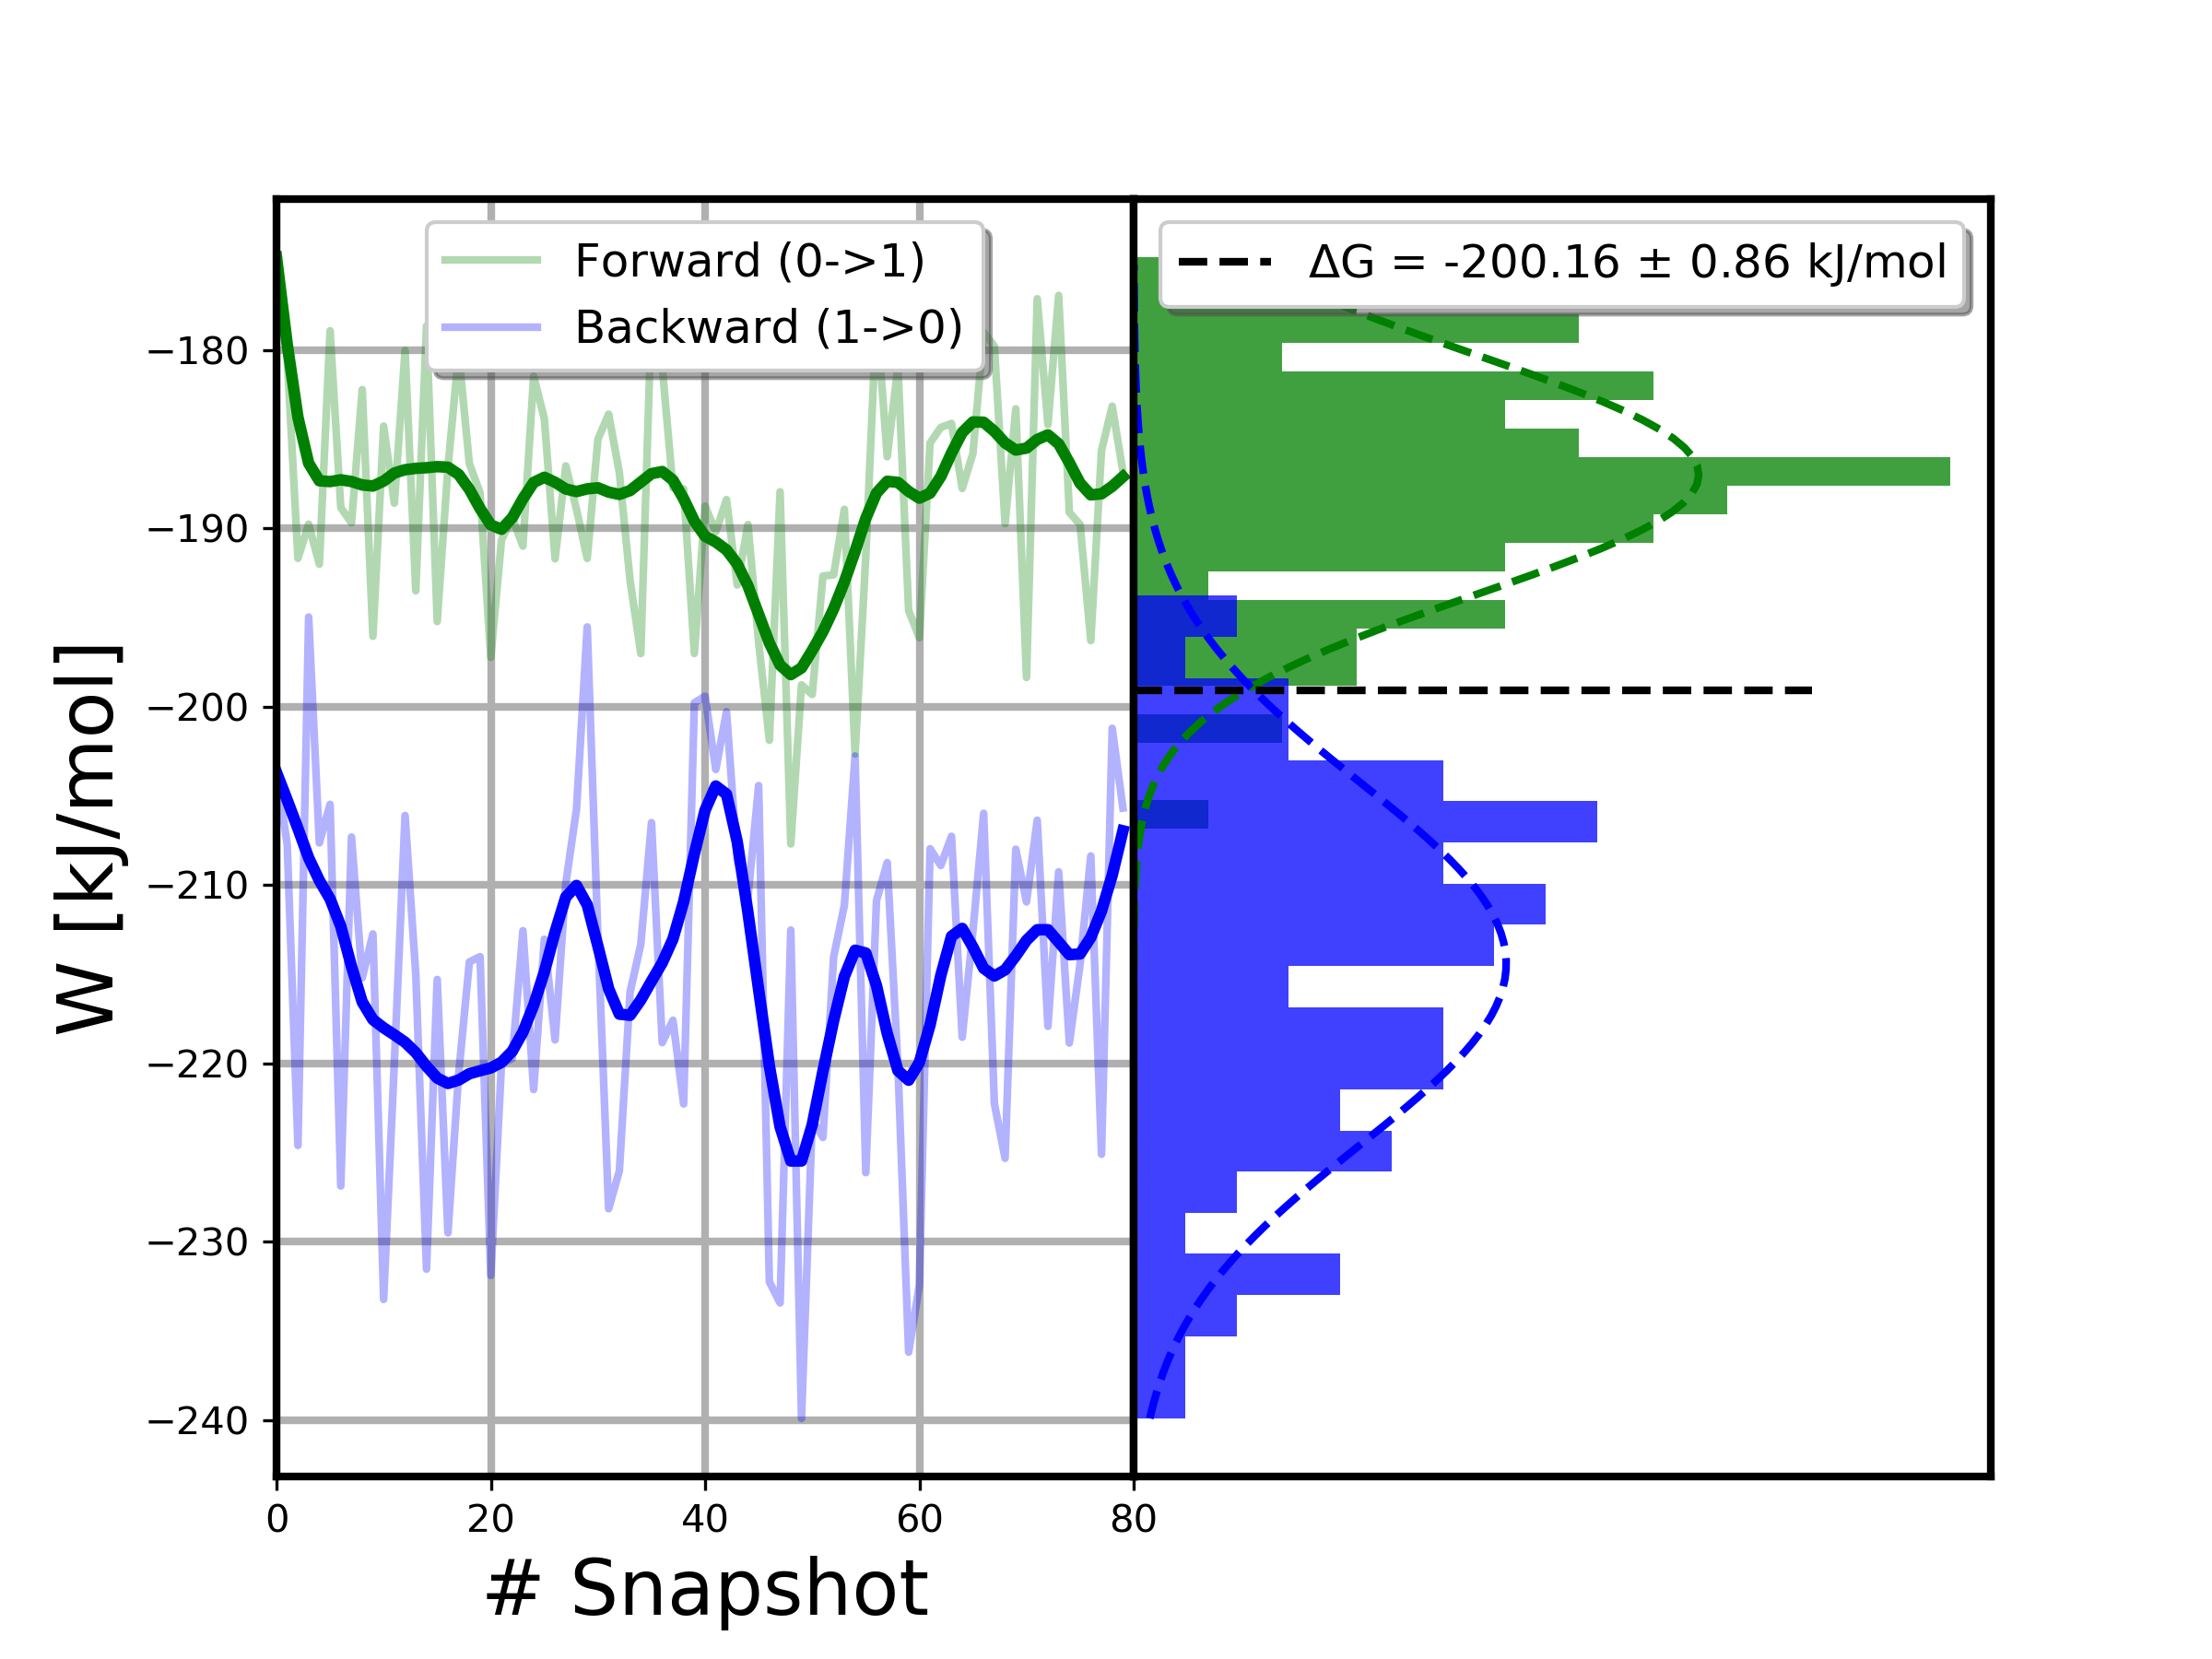 Forward (0->1)
Backward (1->0)
ΔG = -200.16 ± 0.86 kJ/mol
W [kJ/mol]
−180
−190
−200
−210
−220
−230
−240
0 20 40 60 80
# Snapshot